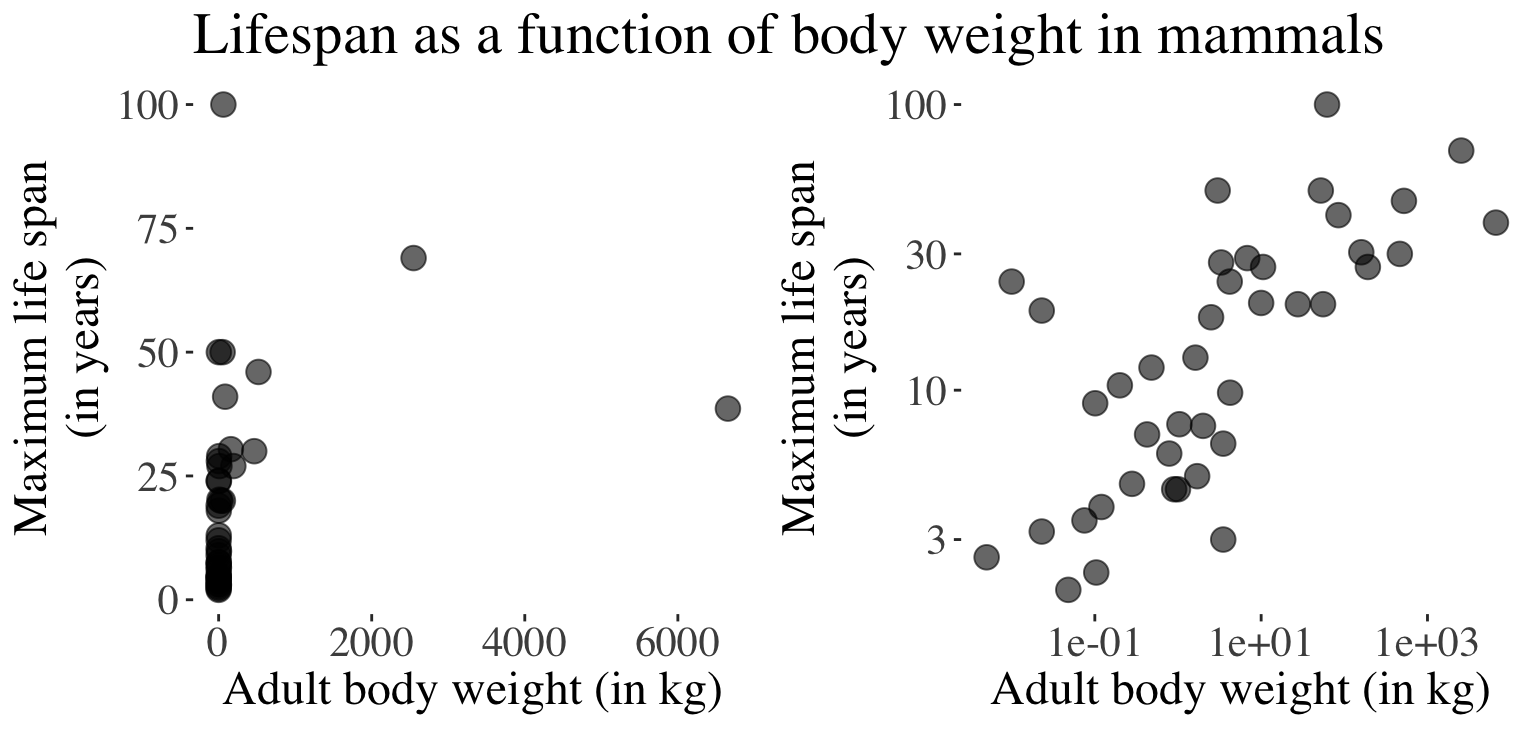 Lifespan as a function of body weight in mammals
Maximum life span
(in years)
100
75
50
25
0
0 2000 4000 6000
Adult body weight (in kg)
Maximum life span
(in years)
100
30
10
3
1e-01 1e+01 1e+03
Adult body weight (in kg)